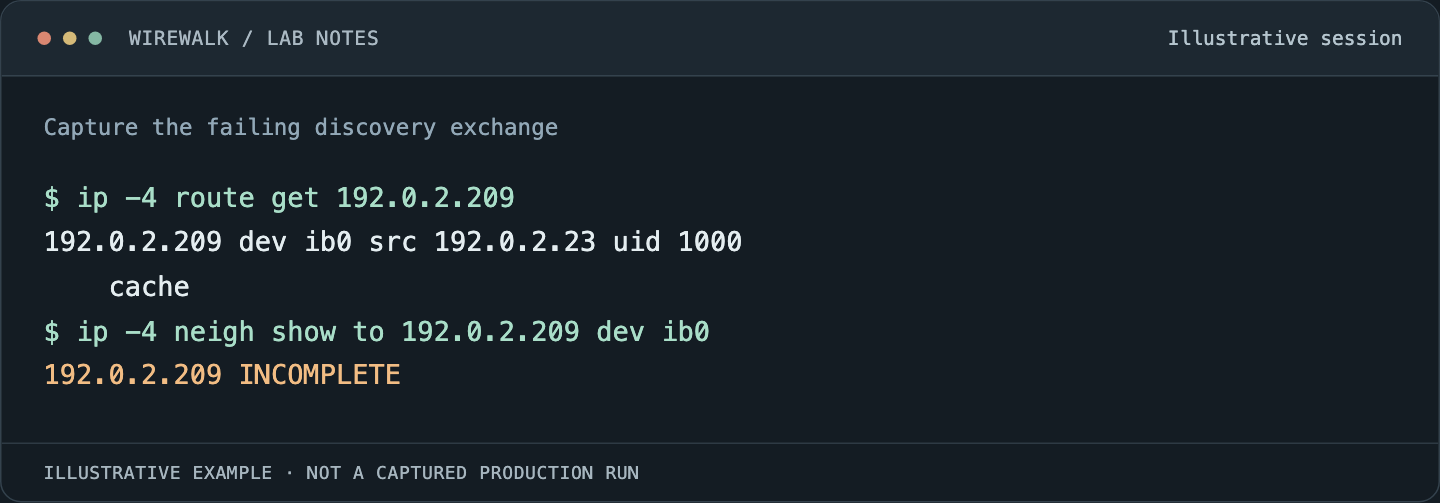 WIREWALK / LAB NOTES
Illustrative session
Capture the failing discovery exchange
$ ip -4 route get 192.0.2.209
192.0.2.209 dev ib0 src 192.0.2.23 uid 1000
    cache
$ ip -4 neigh show to 192.0.2.209 dev ib0
192.0.2.209 INCOMPLETE
ILLUSTRATIVE EXAMPLE · NOT A CAPTURED PRODUCTION RUN